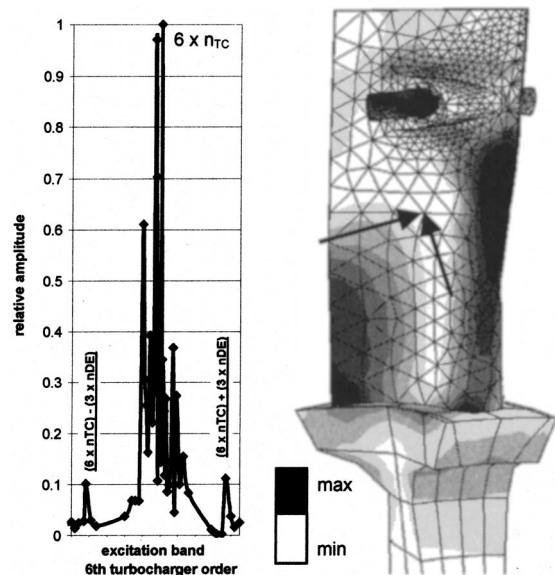 6 x nTC
1
0.9
0.8
0.7
0.6
0.5
0.4
0.3
0.2
0.1
0
relative amplitude
(6 x nTC) - (3 x nDE)
(6 x nTC) + (3 x nDE)
excitation band
6th turbocharger order
max
min